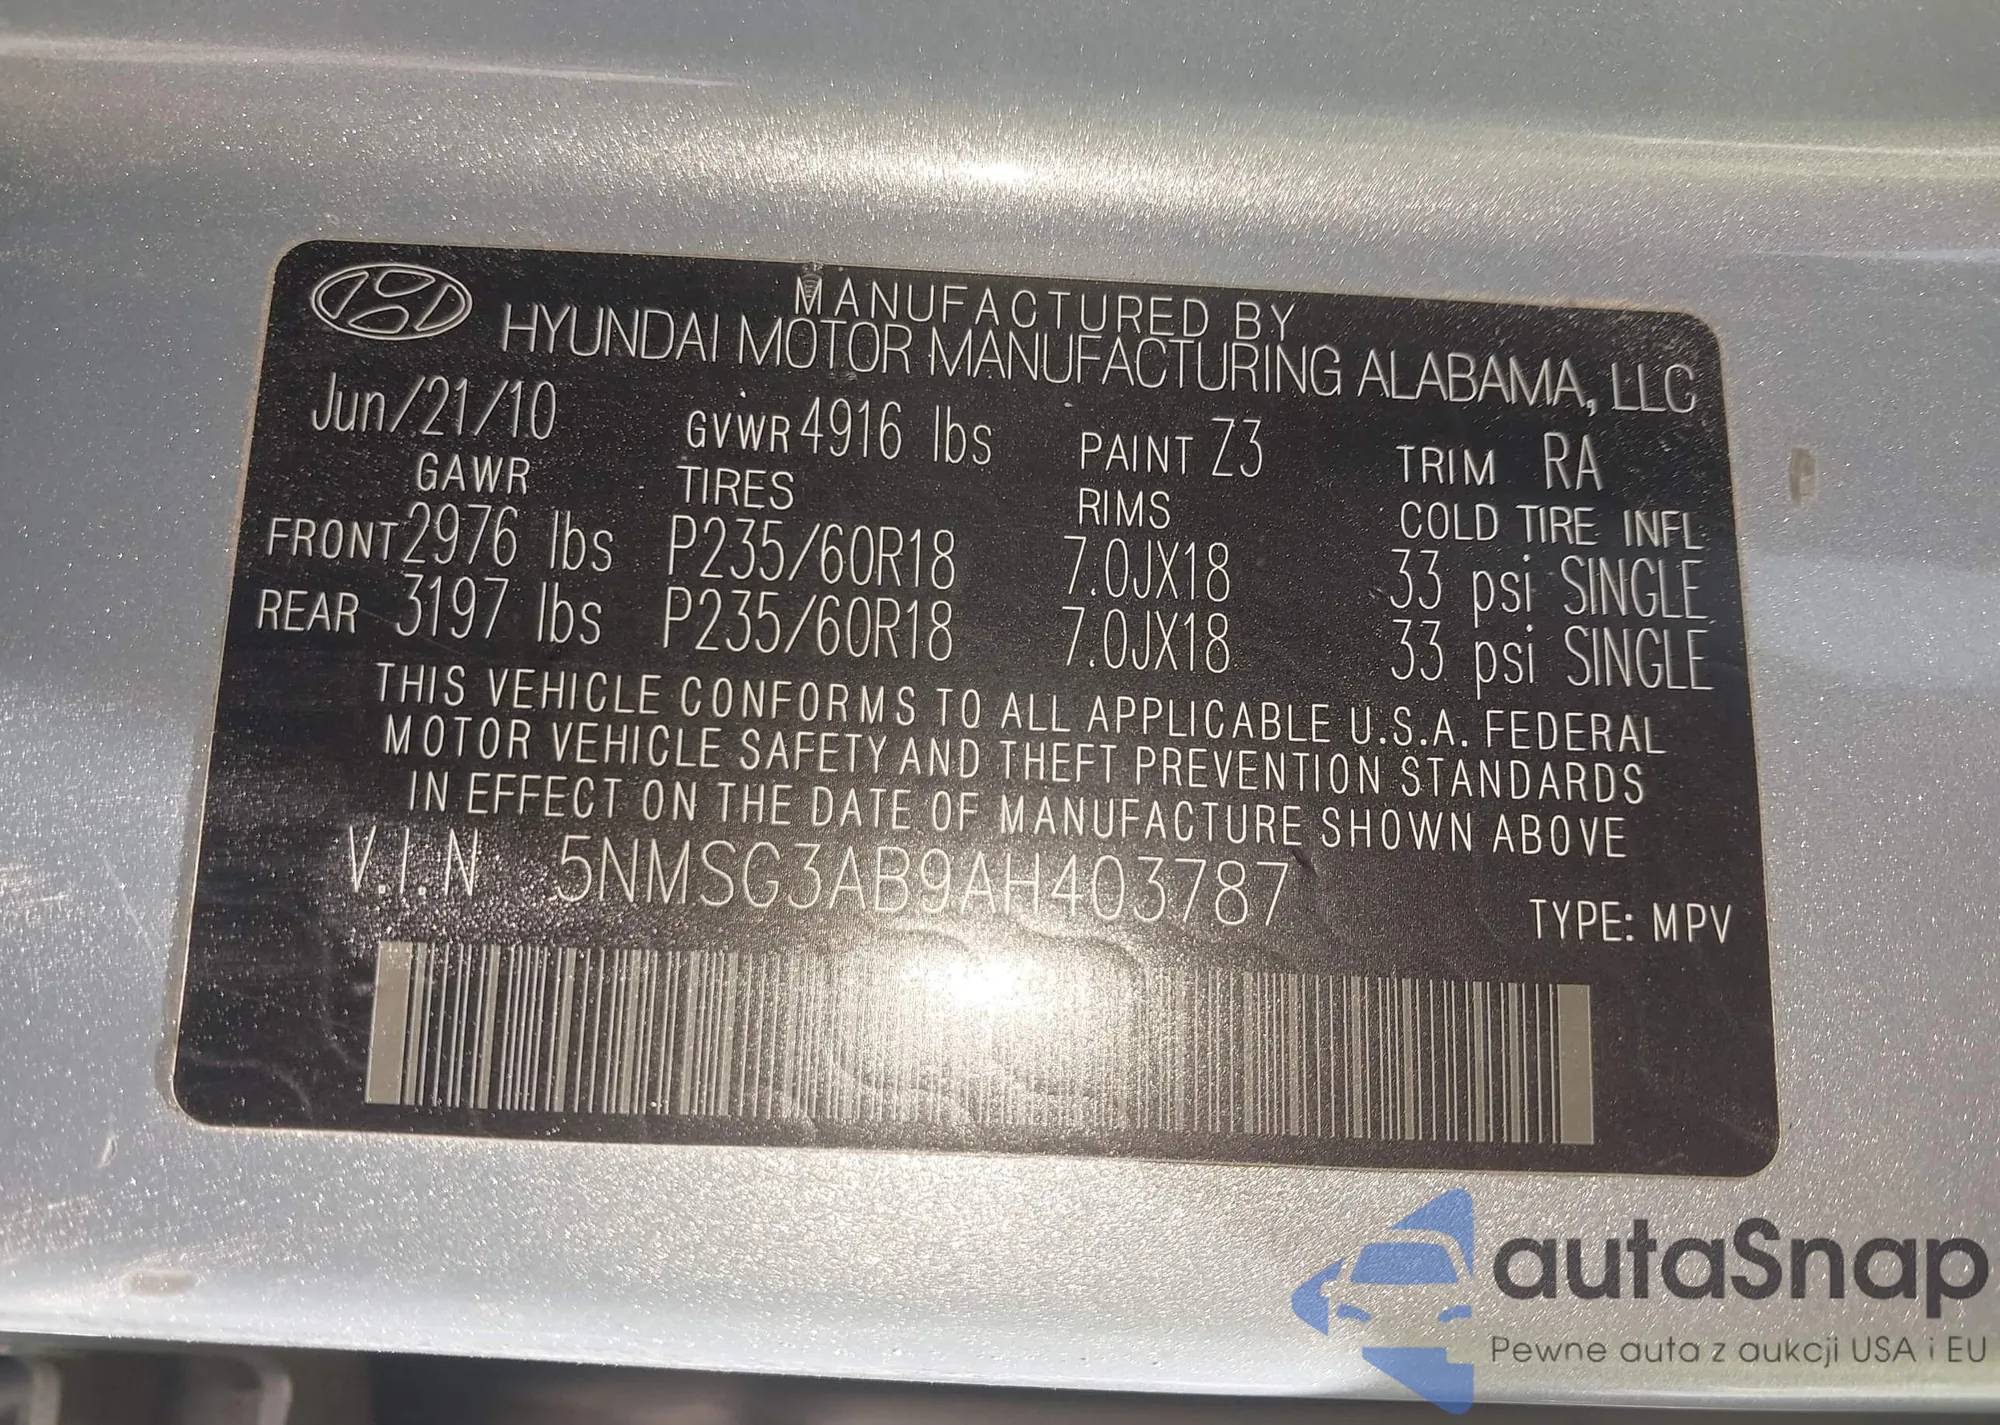 MANUFACTURED BY
HYUNDAI MOTOR MANUFACTURING ALABAMA, LLC
Jun/21/10 GVWR 4916 lbs PAINT Z3 TRIM RA
GAWR TIRES RIMS COLD TIRE INFL
FRONT 2976 lbs P235/60R18 7.0JX18 33 psi SINGLE
REAR 3197 lbs P235/60R18 7.0JX18 33 psi SINGLE
THIS VEHICLE CONFORMS TO ALL APPLICABLE U.S.A. FEDERAL
MOTOR VEHICLE SAFETY AND THEFT PREVENTION STANDARDS
IN EFFECT ON THE DATE OF MANUFACTURE SHOWN ABOVE
V.I.N 5NMSG3AB9AH403787
TYPE: MPV
autaSnap
Pewne auta z aukcji USA i EU